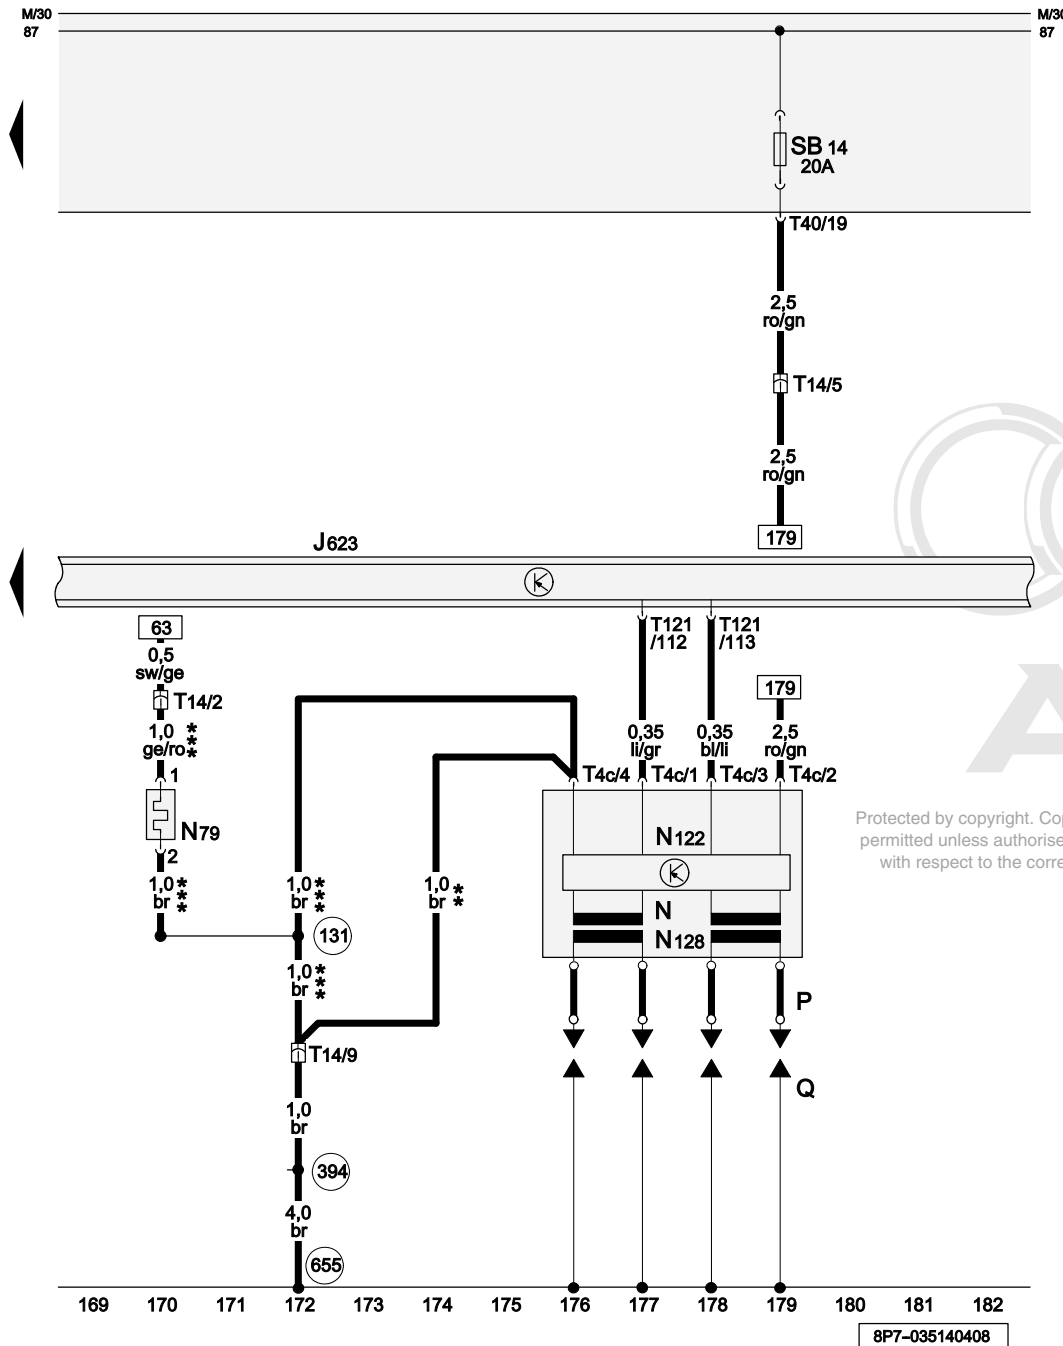 M/30
87
M/30
87
SB 14
20A
T40/19
2,5
ro/gn
T14/5
2,5
ro/gn
179
J623
63
0,5
sw/ge
T14/2
1,0
ge/ro
***
1
N79
2
1,0
br
***
T121
/112
T121
/113
179
0,35
li/gr
0,35
bl/li
2,5
ro/gn
T4c/4
T4c/1
T4c/3
T4c/2
N122
N
N128
1,0
br
***
1,0
br
**
131
1,0
br
***
T14/9
1,0
br
394
4,0
br
655
P
Q
Protected by copyright. Cop
permitted unless authorise
with respect to the corre
A
169 170 171 172 173 174 175 176 177 178 179 180 181 182
8P7-035140408